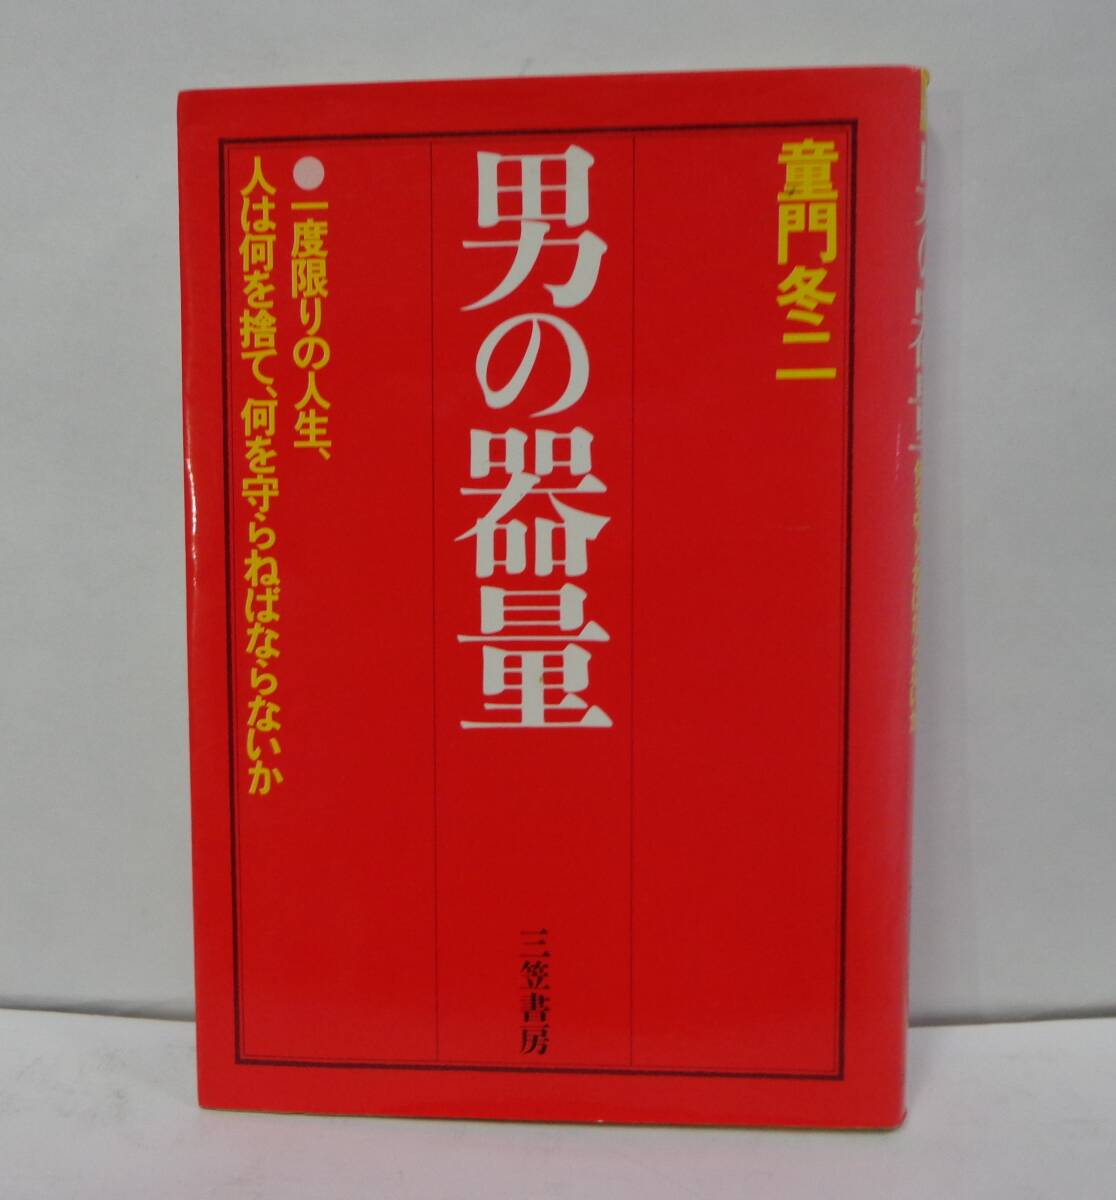 童門冬二
男の器量
三笠書房
●一度限りの人生、
人は何を捨て、何を守らねばならないか